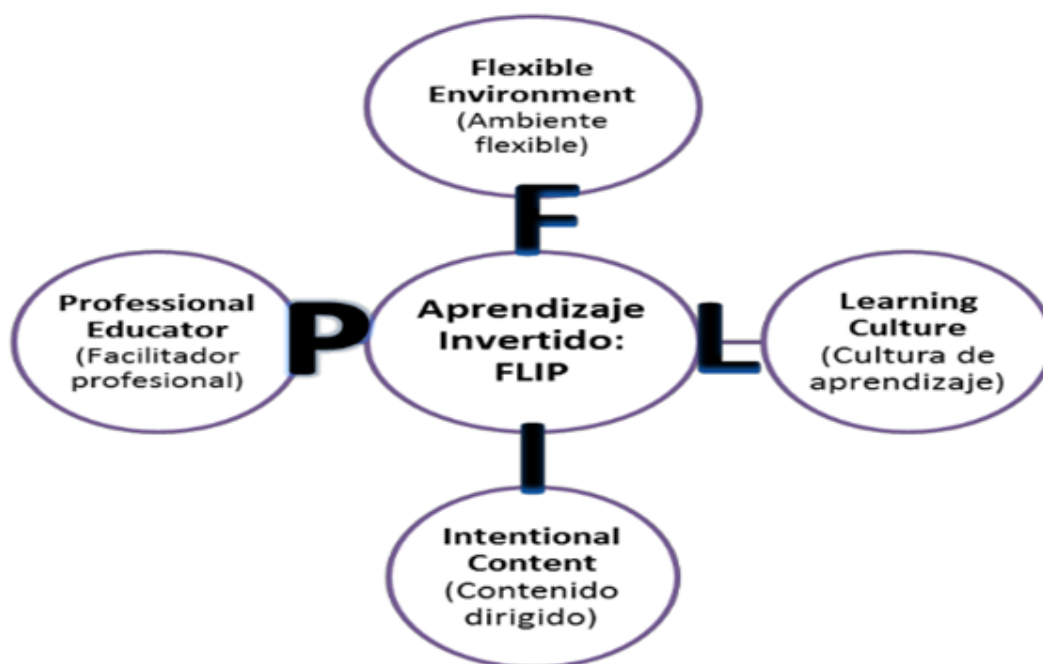 Flexible
Environment
(Ambiente
flexible)
F
Professional
Educator
(Facilitador
profesional)
P
Aprendizaje
Invertido:
FLIP
L
Learning
Culture
(Cultura de
aprendizaje)
I
Intentional
Content
(Contenido
dirigido)